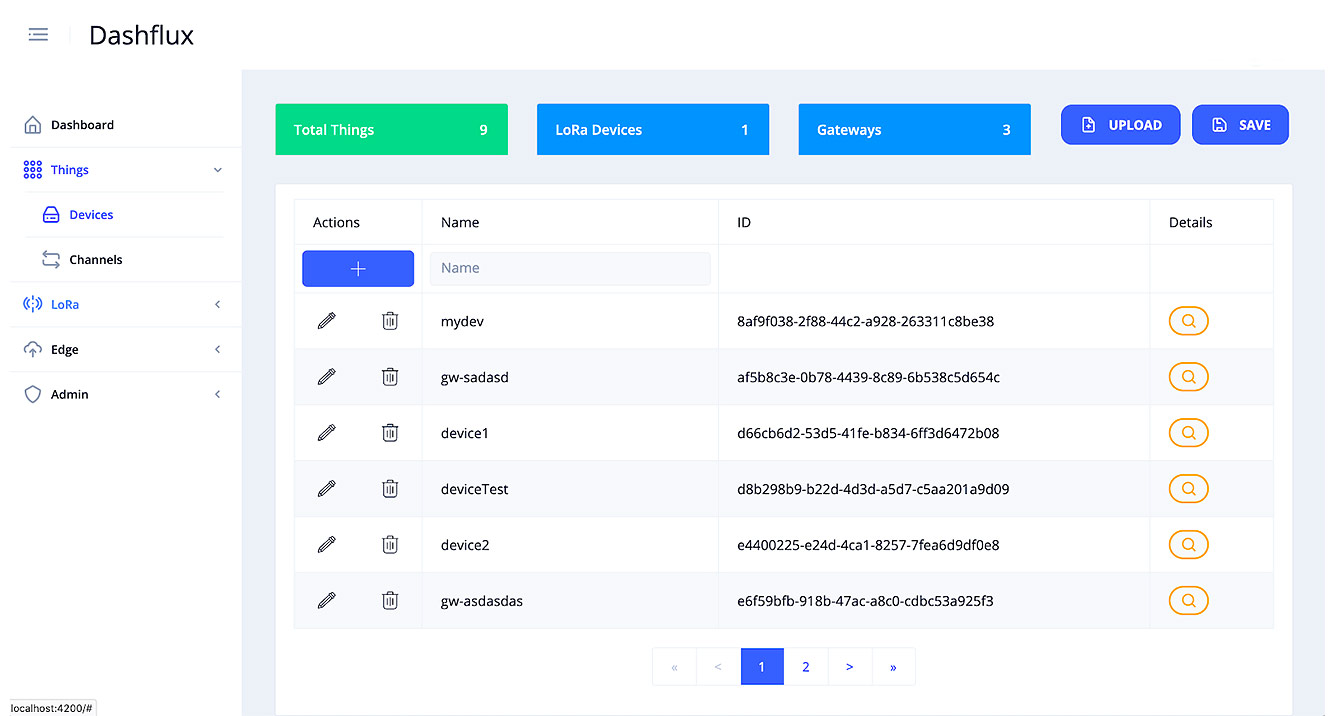 Dashflux
Dashboard
Things
Devices
Channels
LoRa
Edge
Admin
Total Things 9
LoRa Devices 1
Gateways 3
UPLOAD
SAVE
Actions Name ID Details
+ Name
mydev 8af9f038-2f88-44c2-a928-263311c8be38
gw-sadasd af5b8c3e-0b78-4439-8c89-6b538c5d654c
device1 d66cb6d2-53d5-41fe-b834-6ff3d6472b08
deviceTest d8b298b9-b22d-4d3d-a5d7-c5aa201a9d09
device2 e4400225-e24d-4ca1-8257-7fea6d9df0e8
gw-asdasdas e6f59bfb-918b-47ac-a8c0-cdbc53a925f3
« < 1 2 > »
localhost:4200/#